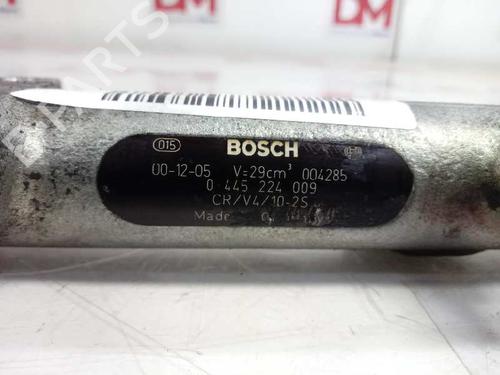 DM
B-PARTS
015 BOSCH
00-12-05 V=29cm³ 004285
0 445 224 009
CR/V4/10-2S
Made